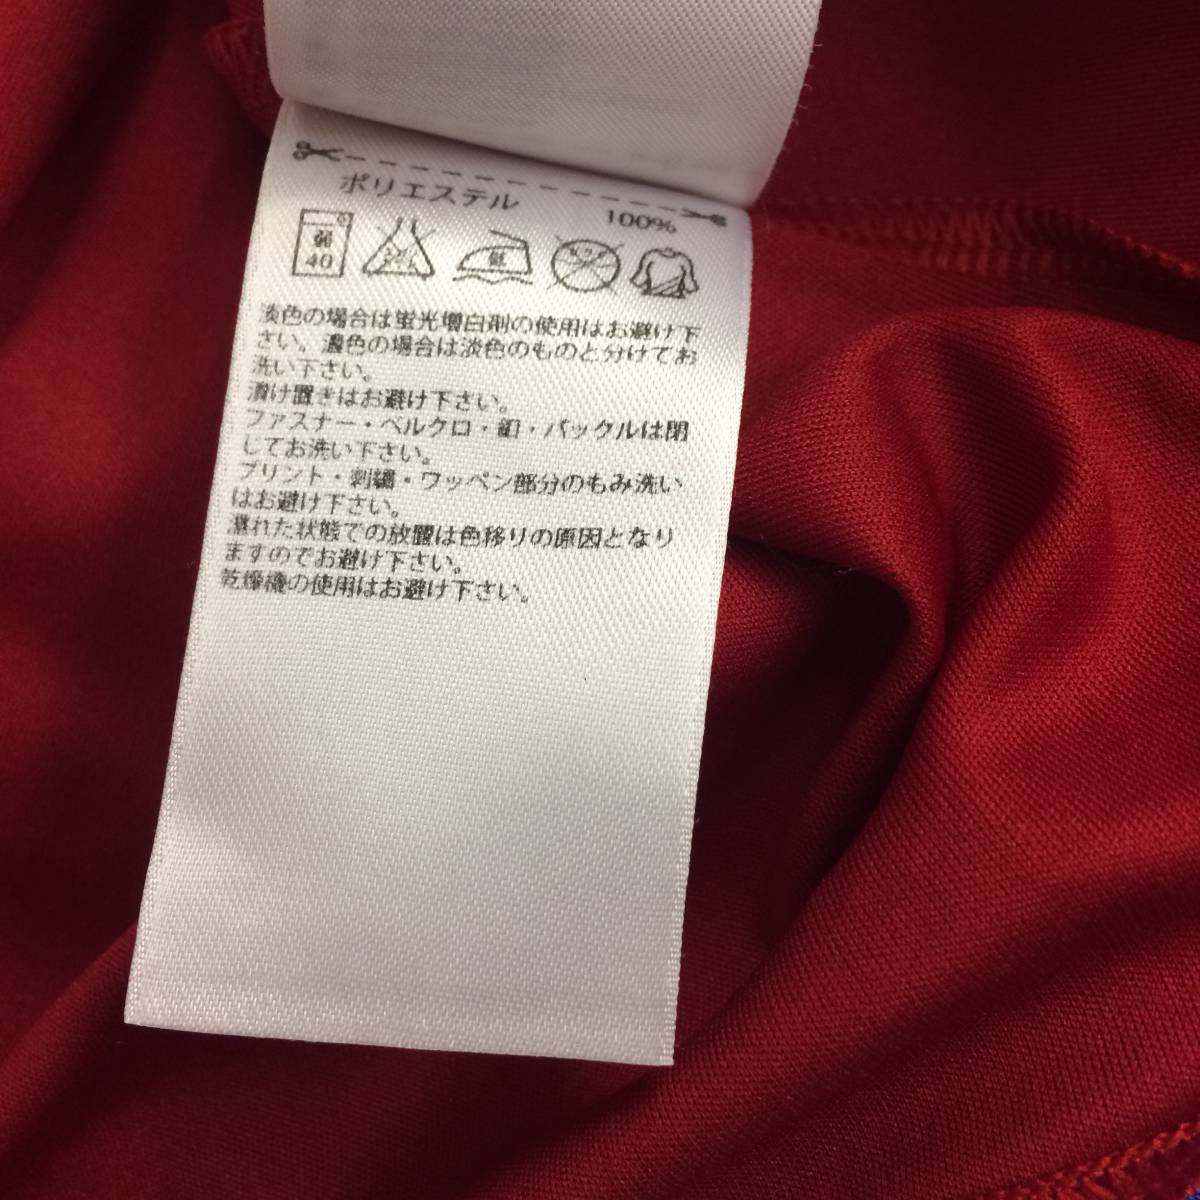 ポリエステル 100%
弱 40 低
淡色の場合は蛍光増白剤の使用はお避け下
さい。濃色の場合は淡色のものと分けてお
洗い下さい。
漬け置きはお避け下さい。
ファスナー・ベルクロ・釦・バックルは閉
じてお洗い下さい。
プリント・刺繍・ワッペン部分のもみ洗い
はお避け下さい。
濡れた状態での放置は色移りの原因となり
ますのでお避け下さい。
乾燥機の使用はお避け下さい。